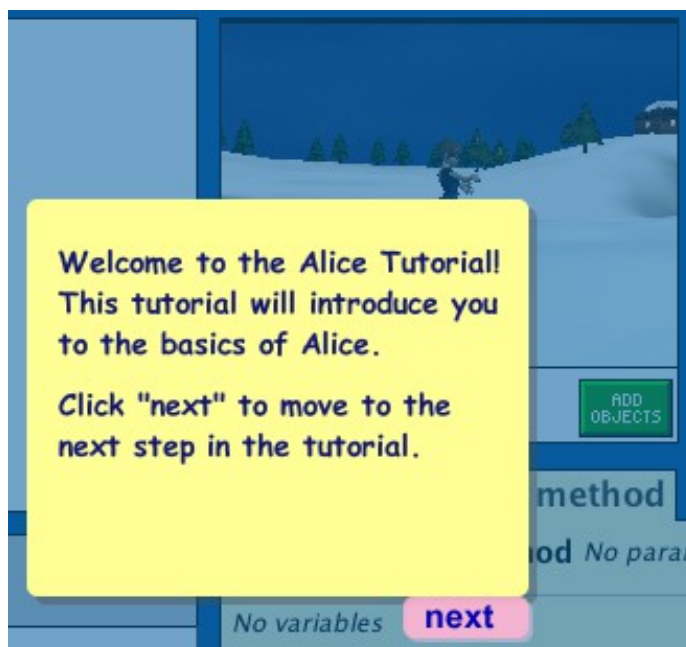 Welcome to the Alice Tutorial!
This tutorial will introduce you
to the basics of Alice.
Click "next" to move to the
next step in the tutorial.
ADD
OBJECTS
method
No para
No variables
next